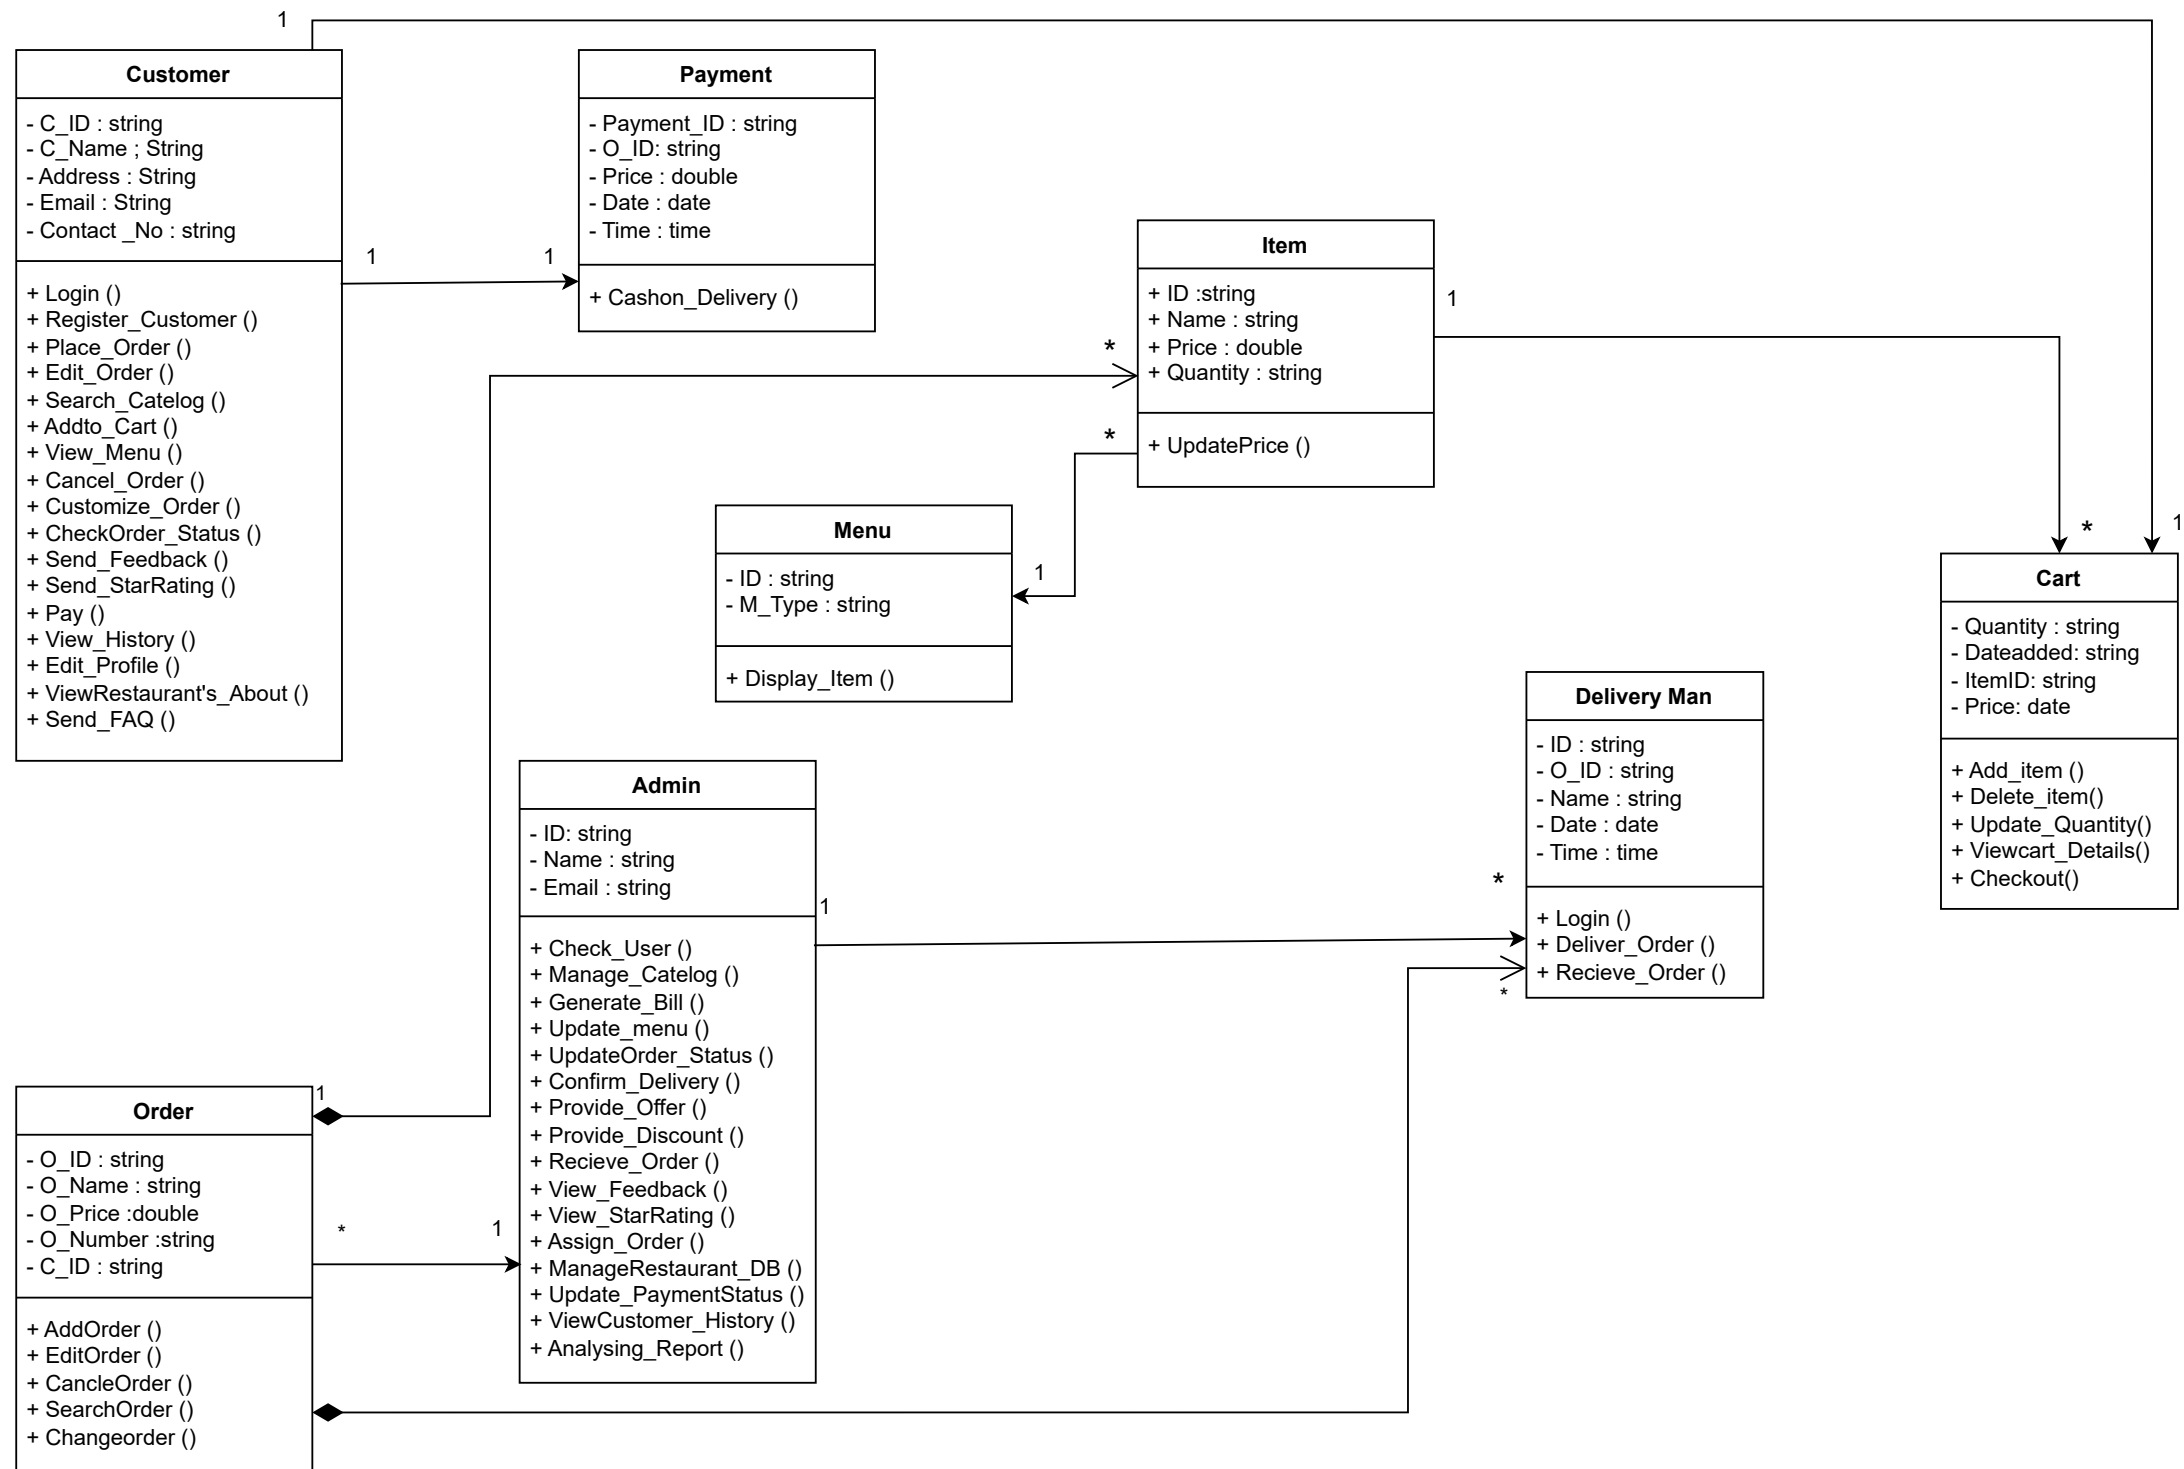 1
Customer
- C_ID : string
- C_Name ; String
- Address : String
- Email : String
- Contact _No : string
+ Login ()
+ Register_Customer ()
+ Place_Order ()
+ Edit_Order ()
+ Search_Catelog ()
+ Addto_Cart ()
+ View_Menu ()
+ Cancel_Order ()
+ Customize_Order ()
+ CheckOrder_Status ()
+ Send_Feedback ()
+ Send_StarRating ()
+ Pay ()
+ View_History ()
+ Edit_Profile ()
+ ViewRestaurant's_About ()
+ Send_FAQ ()
1
1
Payment
- Payment_ID : string
- O_ID: string
- Price : double
- Date : date
- Time : time
+ Cashon_Delivery ()
*
*
Item
+ ID :string
+ Name : string
+ Price : double
+ Quantity : string
+ UpdatePrice ()
1
Menu
- ID : string
- M_Type : string
+ Display_Item ()
1
*
1
Cart
- Quantity : string
- Dateadded: string
- ItemID: string
- Price: date
+ Add_item ()
+ Delete_item()
+ Update_Quantity()
+ Viewcart_Details()
+ Checkout()
Delivery Man
- ID : string
- O_ID : string
- Name : string
- Date : date
- Time : time
+ Login ()
+ Deliver_Order ()
+ Recieve_Order ()
*
*
Admin
- ID: string
- Name : string
- Email : string
+ Check_User ()
+ Manage_Catelog ()
+ Generate_Bill ()
+ Update_menu ()
+ UpdateOrder_Status ()
+ Confirm_Delivery ()
+ Provide_Offer ()
+ Provide_Discount ()
+ Recieve_Order ()
+ View_Feedback ()
+ View_StarRating ()
+ Assign_Order ()
+ ManageRestaurant_DB ()
+ Update_PaymentStatus ()
+ ViewCustomer_History ()
+ Analysing_Report ()
1
1
Order
- O_ID : string
- O_Name : string
- O_Price :double
- O_Number :string
- C_ID : string
+ AddOrder ()
+ EditOrder ()
+ CancleOrder ()
+ SearchOrder ()
+ Changeorder ()
*
1